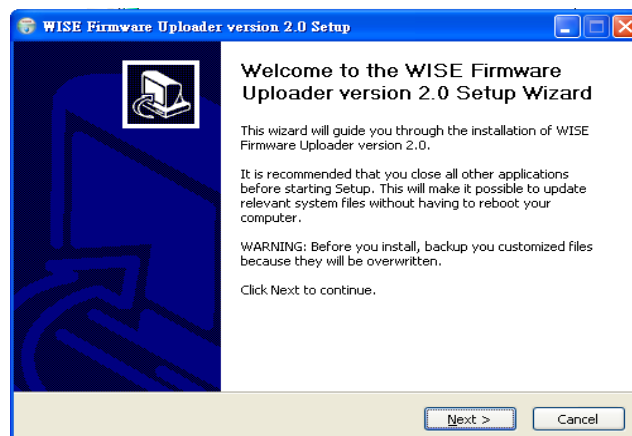 WISE Firmware Uploader version 2.0 Setup
Welcome to the WISE Firmware
Uploader version 2.0 Setup Wizard
This wizard will guide you through the installation of WISE
Firmware Uploader version 2.0.
It is recommended that you close all other applications
before starting Setup. This will make it possible to update
relevant system files without having to reboot your
computer.
WARNING: Before you install, backup you customized files
because they will be overwritten.
Click Next to continue.
Next >
Cancel